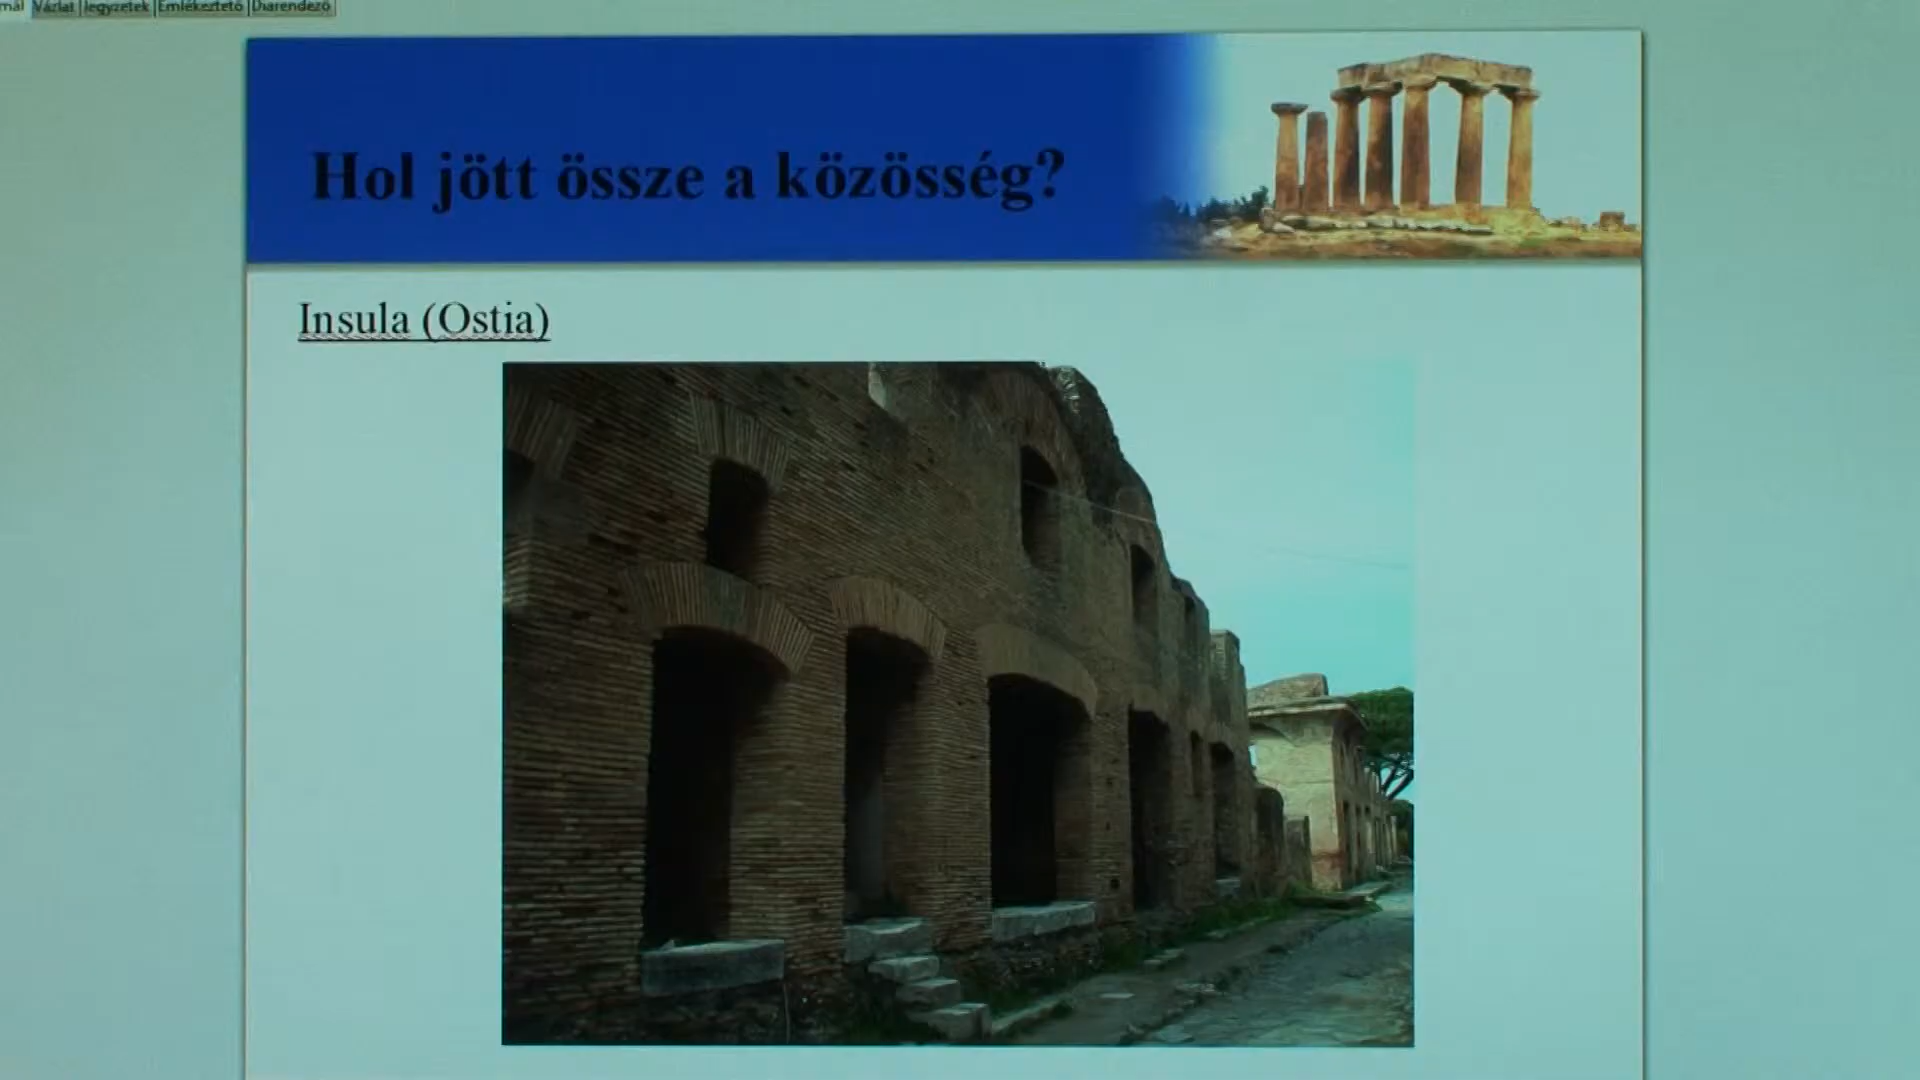 Vázlat Jegyzetek Emlékeztető Diarendező
Hol jött össze a közösség?
Insula (Ostia)